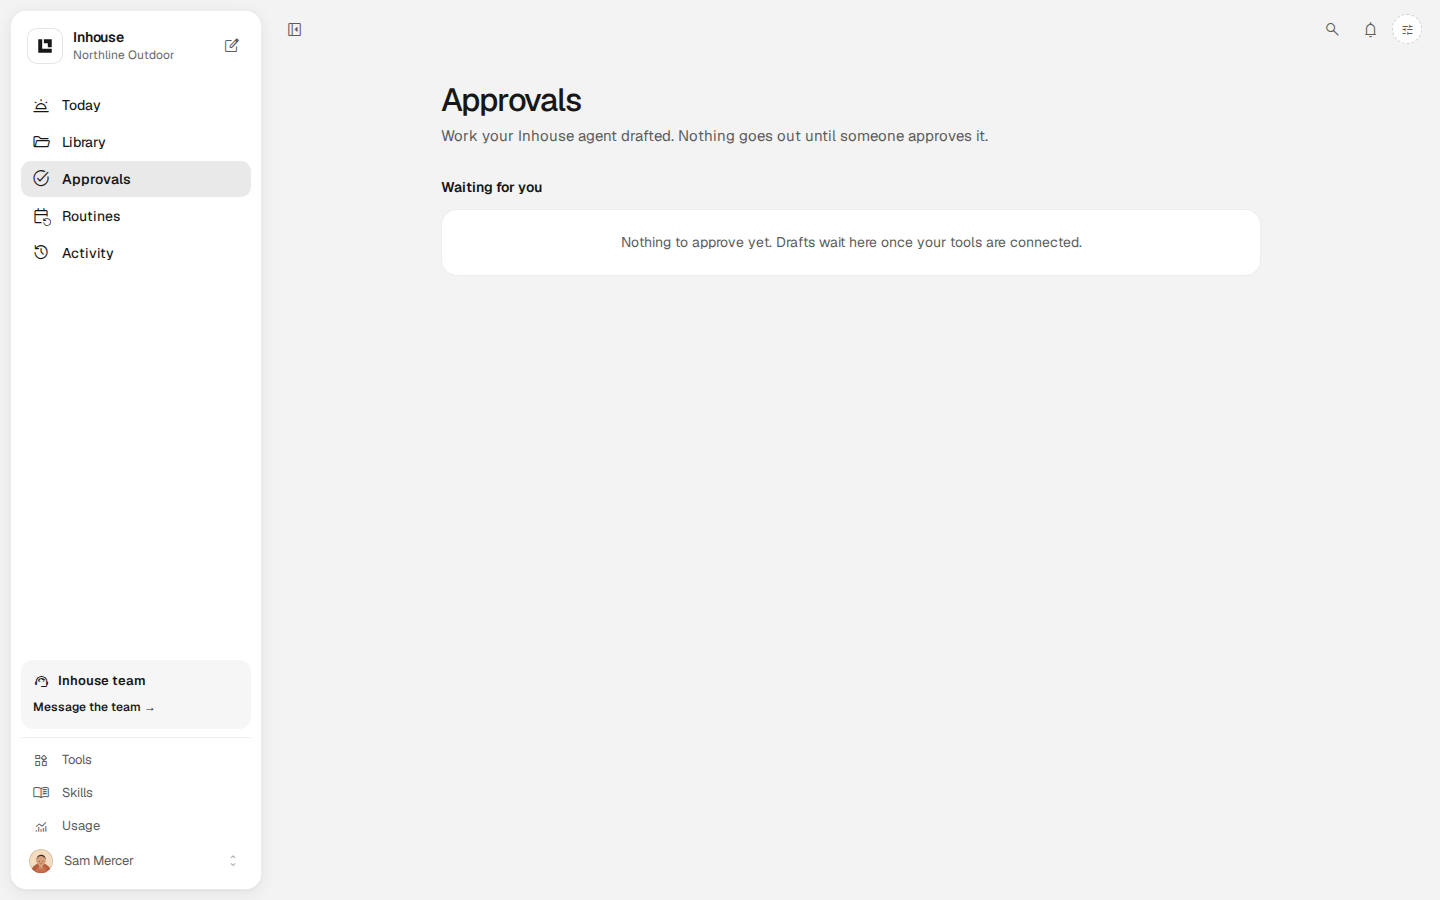 Inhouse
Northline Outdoor
Today
Library
Approvals
Routines
Activity
Inhouse team
Message the team →
Tools
Skills
Usage
Sam Mercer
Approvals
Work your Inhouse agent drafted. Nothing goes out until someone approves it.
Waiting for you
Nothing to approve yet. Drafts wait here once your tools are connected.